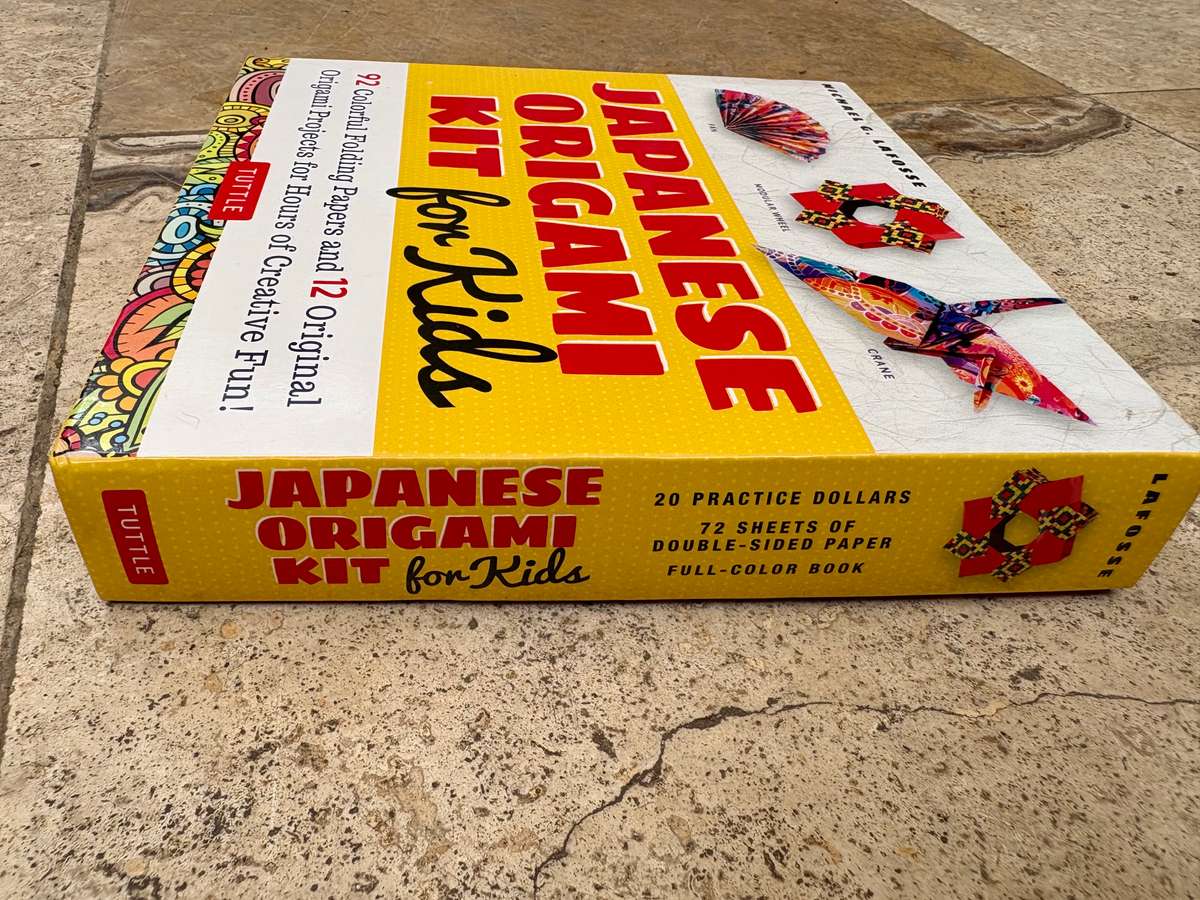 MICHAEL G. LAFOSSE
FAN
MODULAR WHEEL
CRANE
JAPANESE
ORIGAMI
KIT for Kids
92 Colorful Folding Papers and 12 Original
Origami Projects for Hours of Creative Fun!
TUTTLE
TUTTLE
JAPANESE
ORIGAMI
KIT for Kids
20 PRACTICE DOLLARS
72 SHEETS OF
DOUBLE-SIDED PAPER
FULL-COLOR BOOK
LAFOSSE